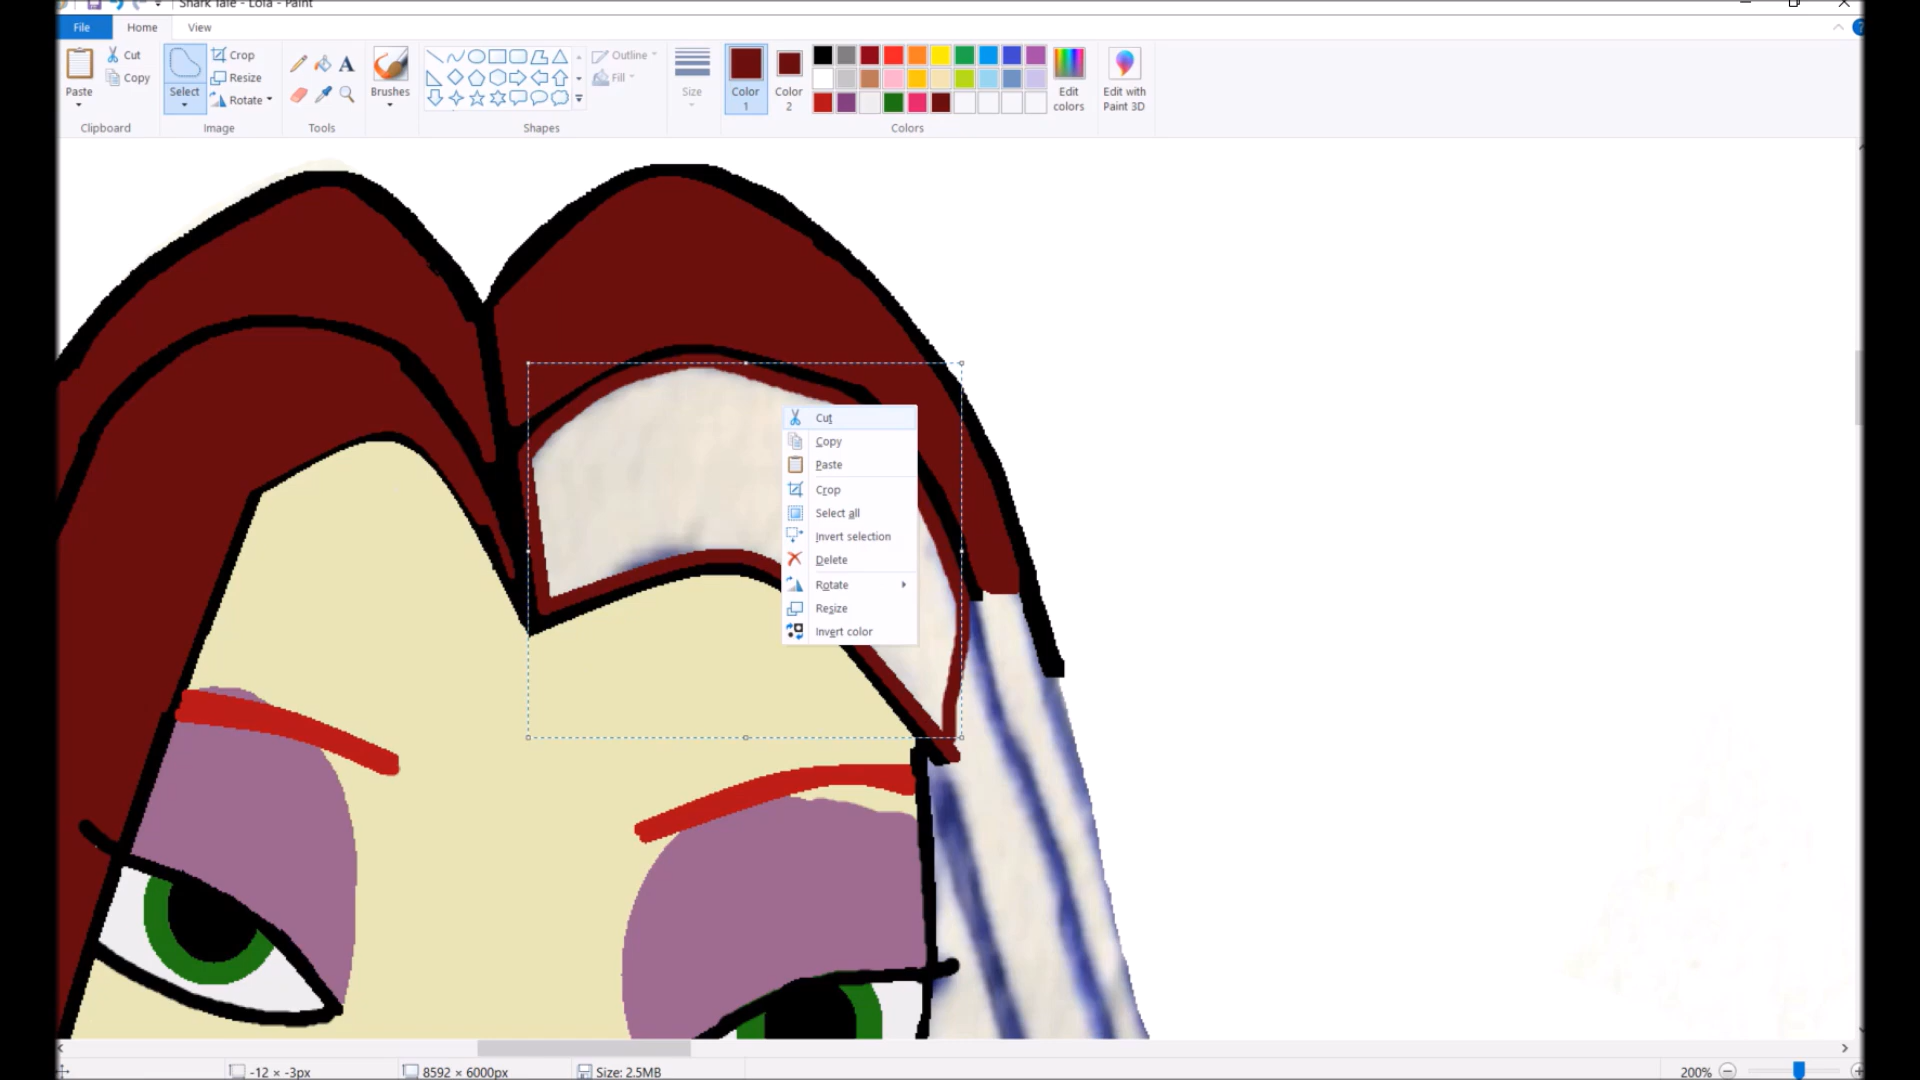 Shark Tale - Lola - Paint
File Home View
Paste
Cut
Copy
Clipboard
Select
Crop
Resize
Rotate
Image
A
Tools
Brushes
Outline
Fill
Shapes
Size
Color 1
Color 2
Edit colors
Edit with Paint 3D
Colors
Cut
Copy
Paste
Crop
Select all
Invert selection
Delete
Rotate
Resize
Invert color
-12 × -3px
8592 × 6000px
Size: 2.5MB
200%